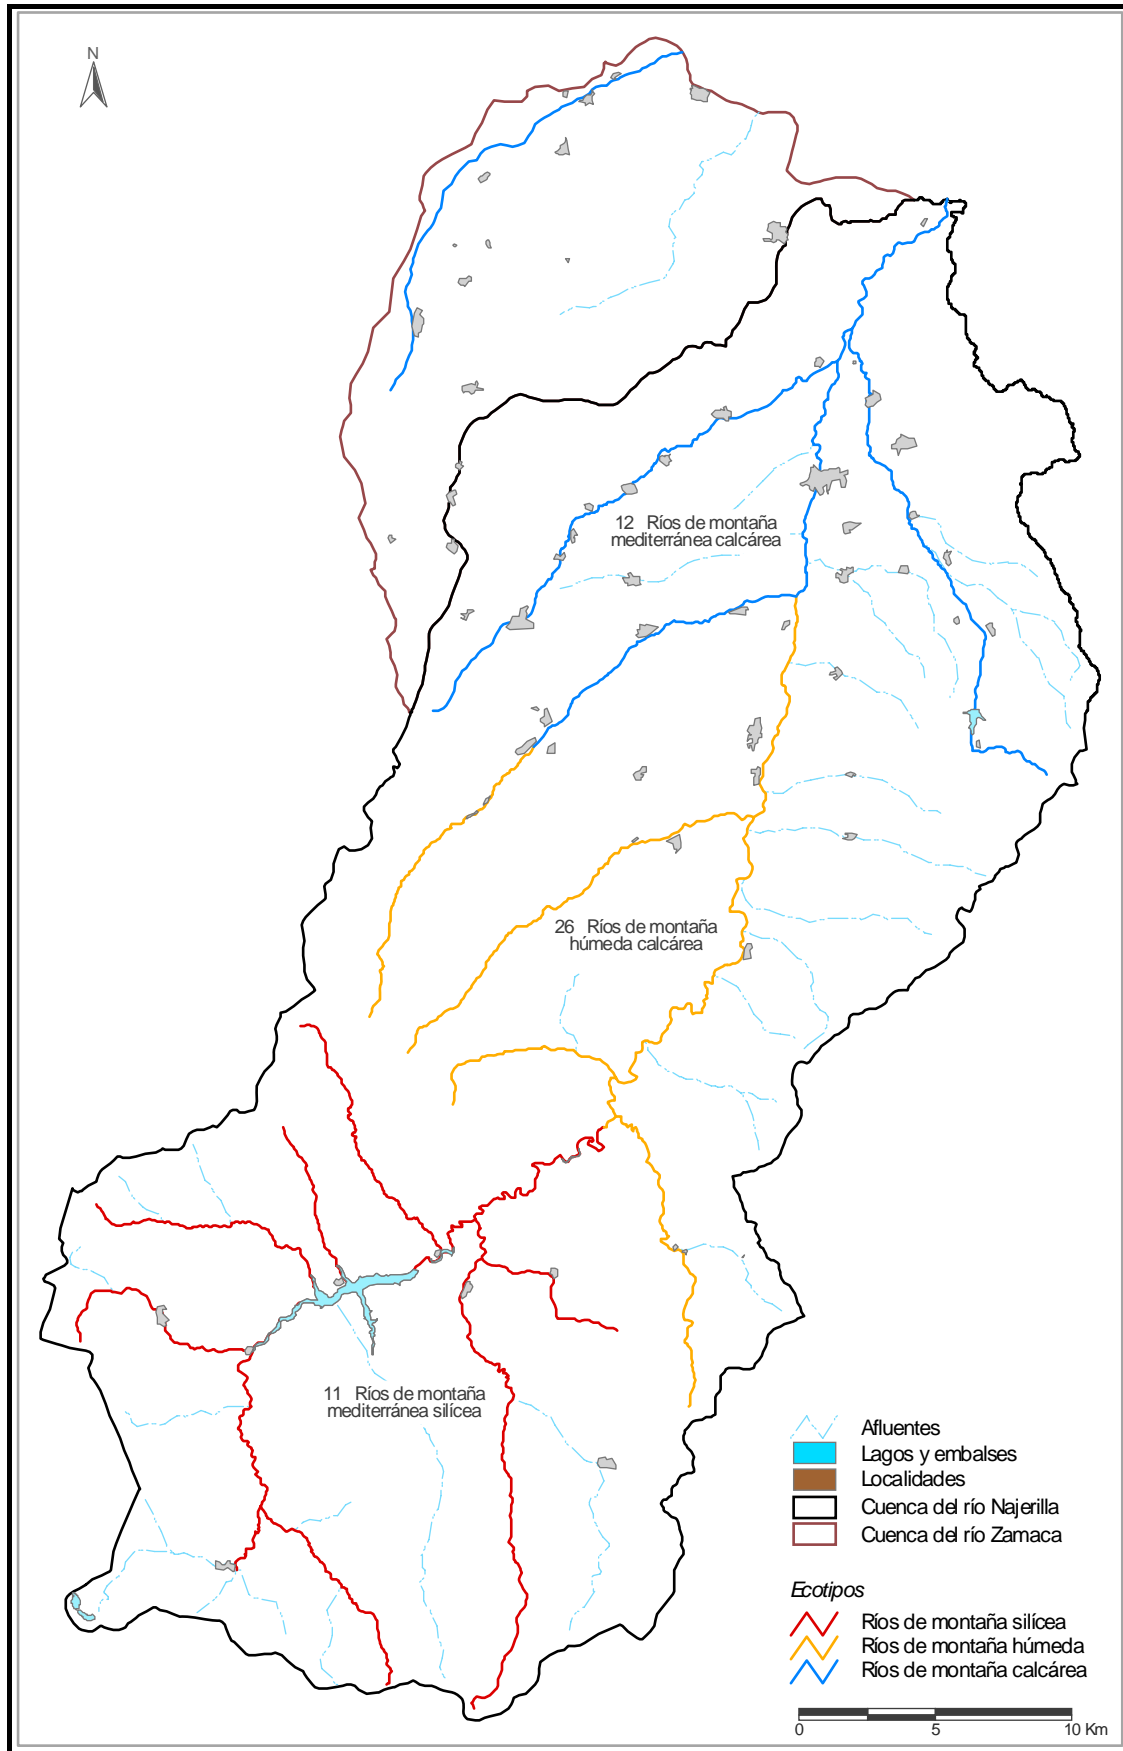 N
12 Ríos de montaña
mediterránea calcárea
26 Ríos de montaña
húmeda calcárea
11 Ríos de montaña
mediterránea silícea
Afluentes
Lagos y embalses
Localidades
Cuenca del río Najerilla
Cuenca del río Zamaca
Ecotipos
Ríos de montaña silícea
Ríos de montaña húmeda
Ríos de montaña calcárea
0 5 10 Km